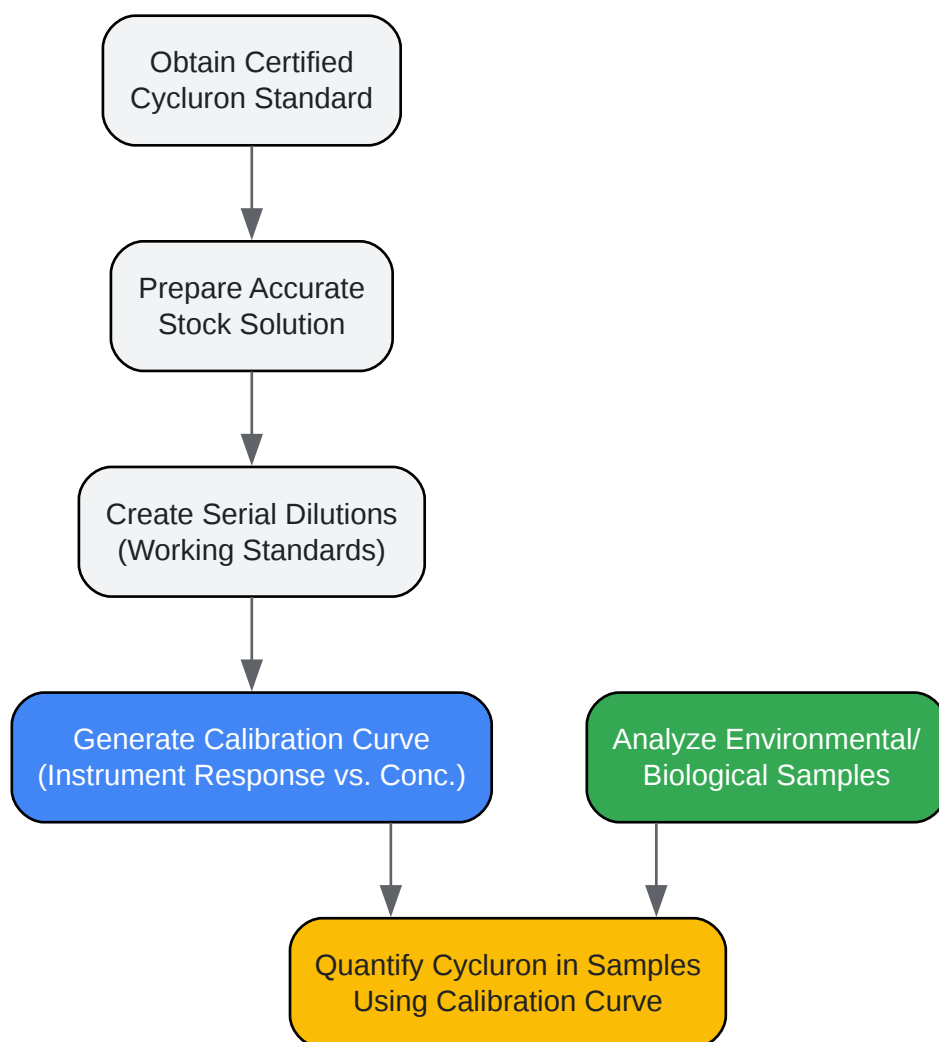 Obtain Certified
Cycluron Standard
Prepare Accurate
Stock Solution
Create Serial Dilutions
(Working Standards)
Generate Calibration Curve
(Instrument Response vs. Conc.)
Analyze Environmental/
Biological Samples
Quantify Cycluron in Samples
Using Calibration Curve